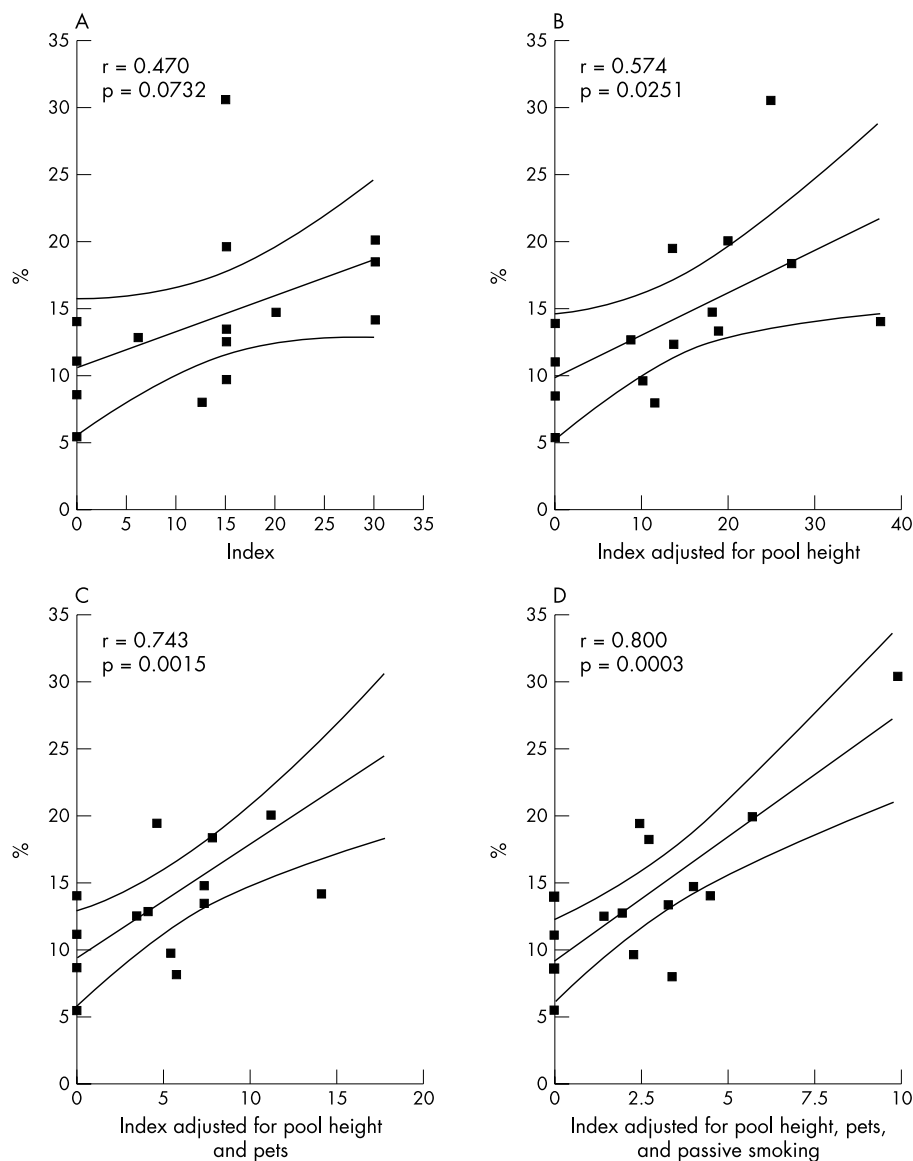 A
35
30
25
20
15
10
5
0
%
r = 0.470
p = 0.0732
0 5 10 15 20 25 30 35
Index
B
35
30
25
20
15
10
5
0
%
r = 0.574
p = 0.0251
0 10 20 30 40
Index adjusted for pool height
C
35
30
25
20
15
10
5
0
%
r = 0.743
p = 0.0015
0 5 10 15 20
Index adjusted for pool height
and pets
D
35
30
25
20
15
10
5
0
%
r = 0.800
p = 0.0003
0 2.5 5 7.5 10
Index adjusted for pool height, pets,
and passive smoking